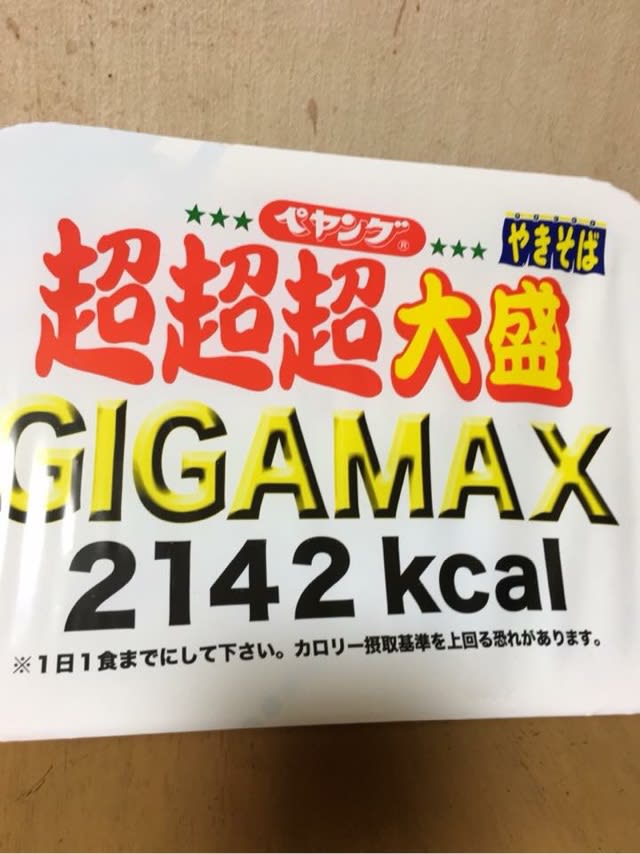 ★★★ペヤング®★★★
やきそば
超超超大盛
GIGAMAX
2142 kcal
※1日1食までにして下さい。カロリー摂取基準を上回る恐れがあります。